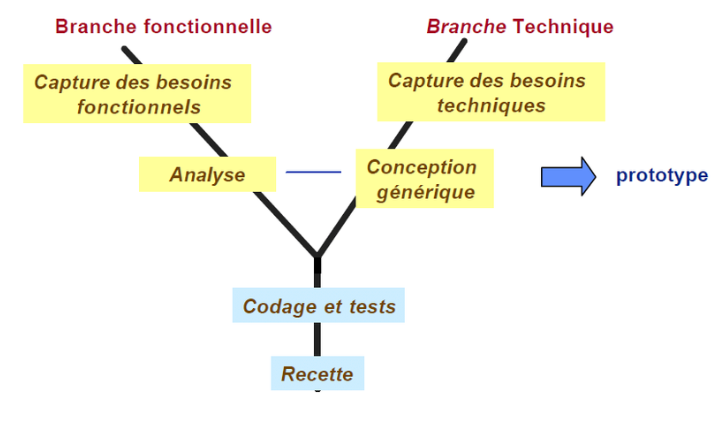 Branche fonctionnelle
Branche Technique
Capture des besoins
fonctionnels
Capture des besoins
techniques
Analyse
Conception
générique
prototype
Codage et tests
Recette